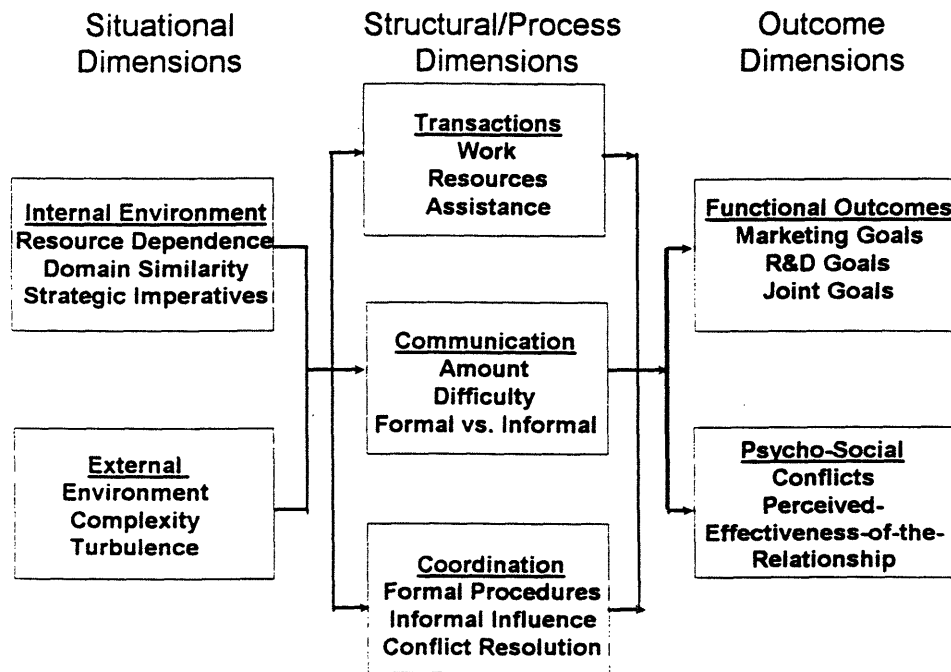 Situational
Dimensions
Structural/Process
Dimensions
Outcome
Dimensions
Internal Environment
Resource Dependence
Domain Similarity
Strategic Imperatives
External
Environment
Complexity
Turbulence
Transactions
Work
Resources
Assistance
Communication
Amount
Difficulty
Formal vs. Informal
Coordination
Formal Procedures
Informal Influence
Conflict Resolution
Functional Outcomes
Marketing Goals
R&D Goals
Joint Goals
Psycho-Social
Conflicts
Perceived-
Effectiveness-of-the-
Relationship